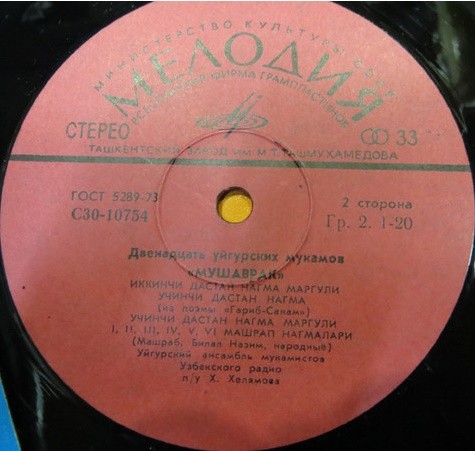 МИНИСТЕРСТВО КУЛЬТУРЫ СССР
МЕЛОДИЯ
ВСЕСОЮЗНАЯ ФИРМА ГРАМПЛАСТИНОК
СТЕРЕО
33
ТАШКЕНТСКИЙ ЗАВОД ИМ. М.Т. ТАШМУХАМЕДОВА
ГОСТ 5289-73
С30-10754
2 сторона
Гр. 2. 1-20
Двенадцать уйгурских мукамов
«МУШАВРАК»
ИККИНЧИ ДАСТАН НАГМА МАРГУЛИ
УЧИНЧИ ДАСТАН НАГМА
(из поэмы «Гариб-Санам»)
УЧИНЧИ ДАСТАН НАГМА МАРГУЛИ
I, II, III, IV, V, VI МАШРАП НАГМАЛАРИ
(Машраб, Билал Назим, народные)
Уйгурский ансамбль мукамистов
Узбекского радио
п/у Х. Хелямова